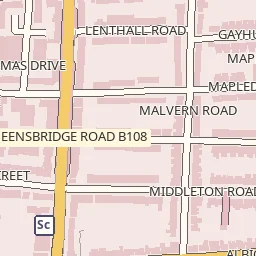 LENTHALL ROAD
GAYHU
MAS DRIVE
MAP
MAPLED
MALVERN ROAD
EENSBRIDGE ROAD B108
REET
MIDDLETON ROAD
Sc
ALBIO